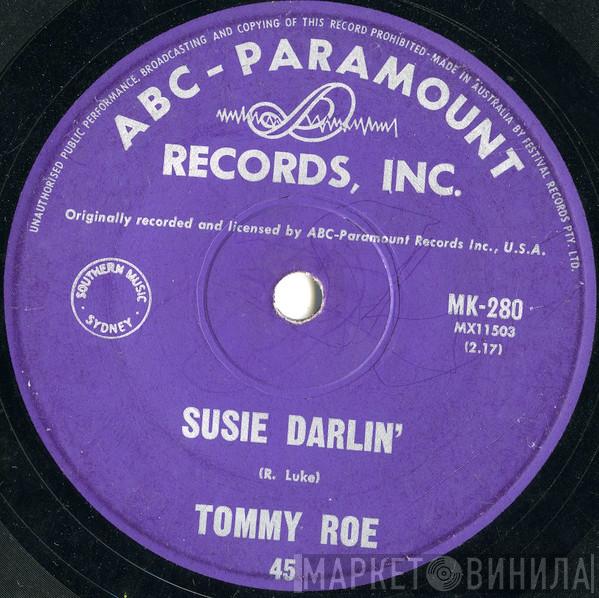 UNAUTHORISED PUBLIC PERFORMANCE, BROADCASTING AND COPYING OF THIS RECORD PROHIBITED-MADE IN AUSTRALIA BY FESTIVAL RECORDS PTY. LTD.
ABC-PARAMOUNT
RECORDS, INC.
Originally recorded and licensed by ABC-Paramount Records Inc., U.S.A.
SOUTHERN MUSIC
· SYDNEY ·
MK-280
MX11503
(2.17)
SUSIE DARLIN'
(R. Luke)
TOMMY ROE
45
МАРКЕТ ВИНИЛА